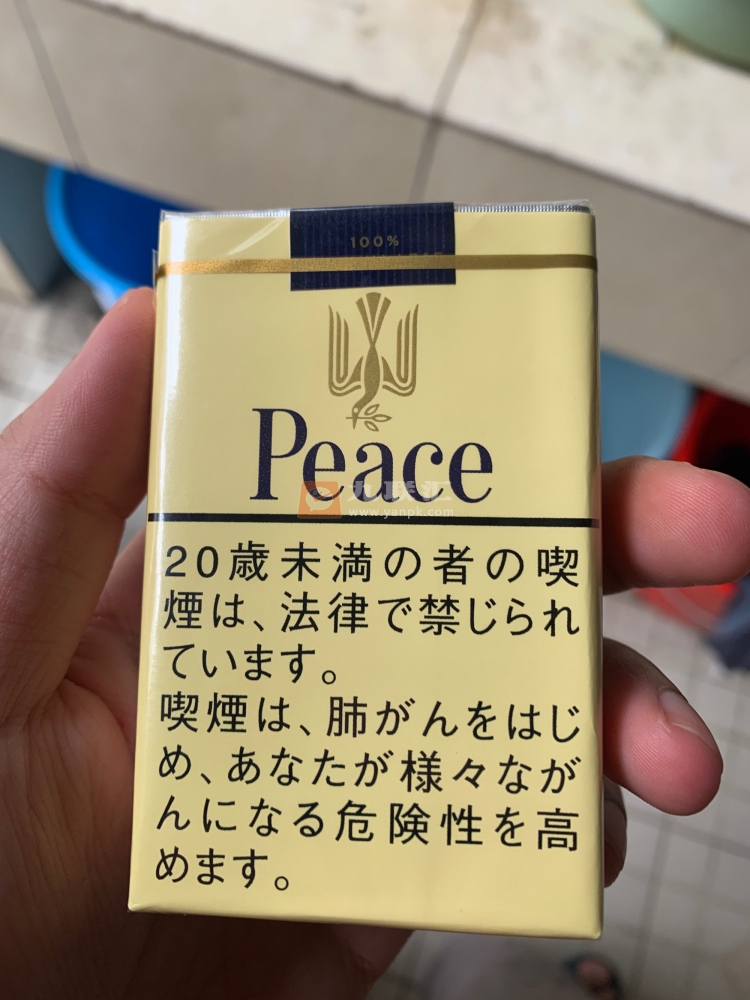 100%
Peace
九联汇
www.yanpk.com
20歳未満の者の喫
煙は、法律で禁じられ
ています。
喫煙は、肺がんをはじ
め、あなたが様々なが
んになる危険性を高
めます。